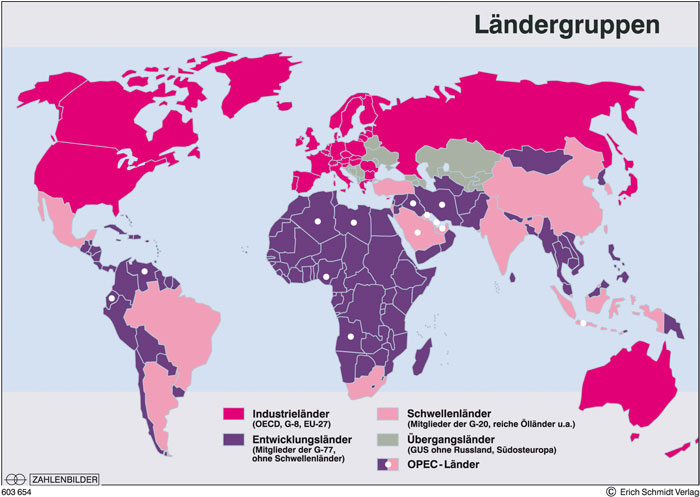 Ländergruppen
Industrieländer
(OECD, G-8, EU-27)
Entwicklungsländer
(Mitglieder der G-77,
ohne Schwellenländer)
Schwellenländer
(Mitglieder der G-20, reiche Ölländer u.a.)
Übergangsländer
(GUS ohne Russland, Südosteuropa)
OPEC-Länder
ZAHLENBILDER
603 654
© Erich Schmidt Verlag